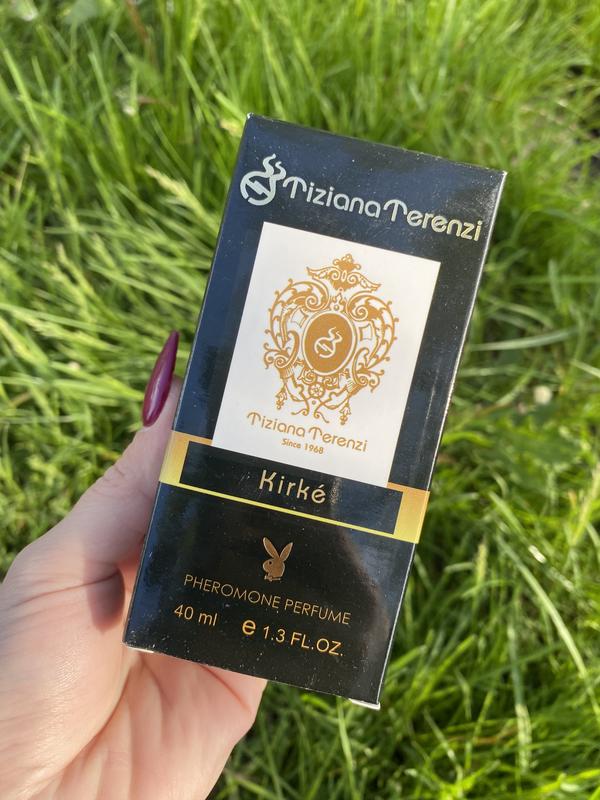 Tiziana Terenzi
Tiziana Terenzi
Since 1968
Kirké
PHEROMONE PERFUME
40 ml e 1.3 FL.OZ.